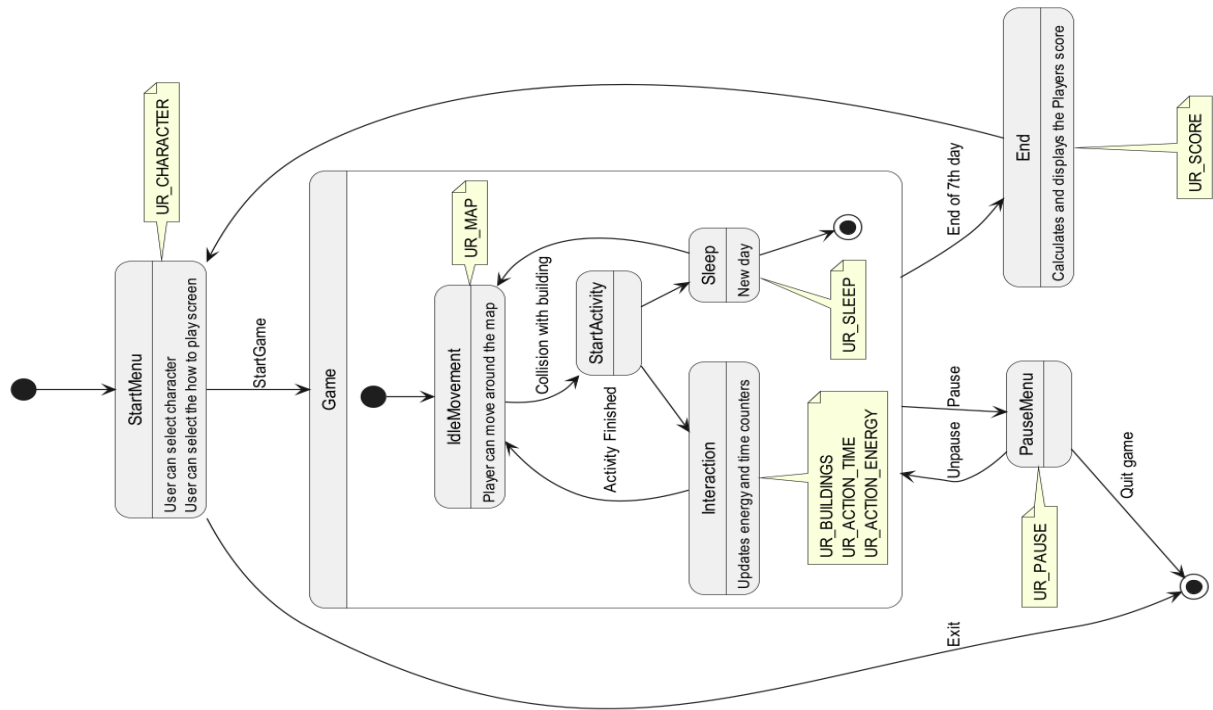 UR_CHARACTER
StartMenu
User can select character
User can select the how to play screen
StartGame
Game
UR_MAP
IdleMovement
Player can move around the map
Collision with building
StartActivity
Activity Finished
Sleep
New day
UR_SLEEP
Interaction
Updates energy and time counters
UR_BUILDINGS
UR_ACTION_TIME
UR_ACTION_ENERGY
Exit
Unpause
Pause
End of 7th day
PauseMenu
UR_PAUSE
Quit game
End
Calculates and displays the Players score
UR_SCORE